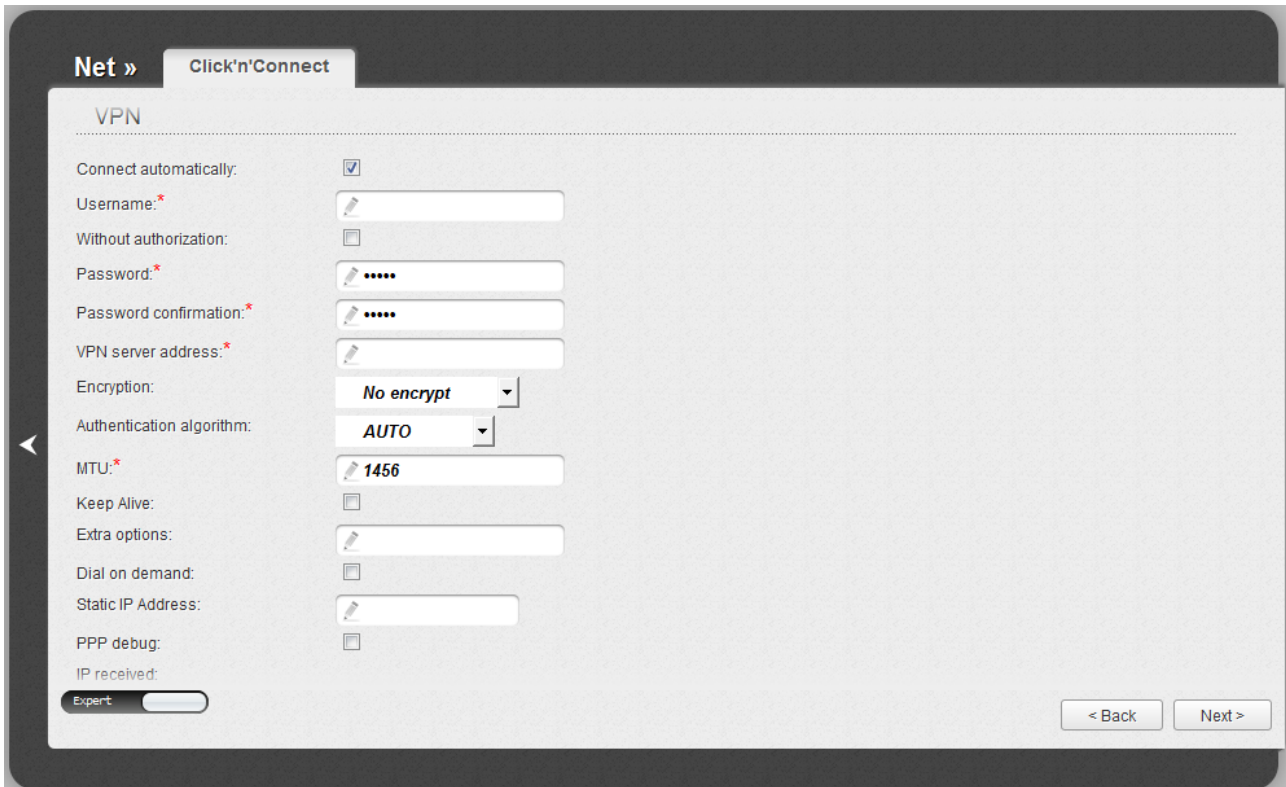 Net » Click'n'Connect
VPN
Connect automatically:
Username:*
Without authorization:
Password:* •••••
Password confirmation:* •••••
VPN server address:*
Encryption: No encrypt
Authentication algorithm: AUTO
MTU:* 1456
Keep Alive:
Extra options:
Dial on demand:
Static IP Address:
PPP debug:
IP received:
Expert
< Back Next >